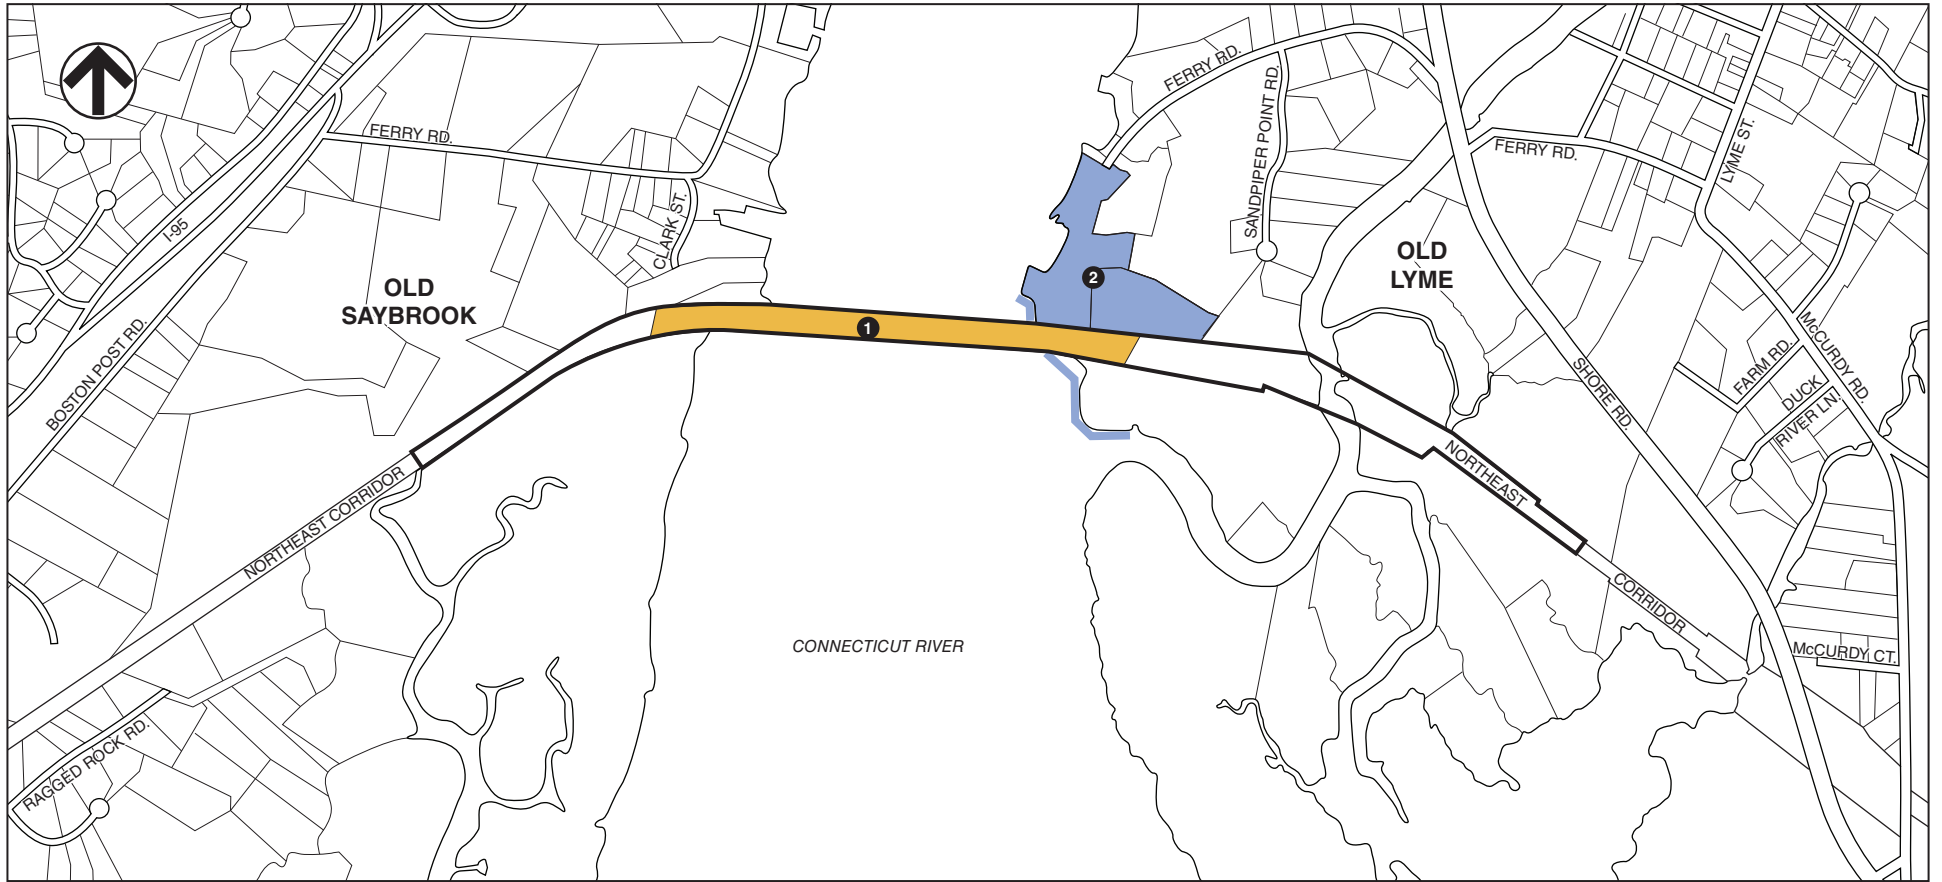 FERRY RD.
FERRY RD.
SANDPIPER POINT RD.
FERRY RD.
LYME ST.
I-95
CLARK ST.
OLD
SAYBROOK
OLD
LYME
2
1
BOSTON POST RD.
McCURDY RD.
FARM RD.
DUCK
RIVER LN.
SHORE RD.
NORTHEAST CORRIDOR
NORTHEAST
CORRIDOR
CONNECTICUT RIVER
McCURDY CT.
RAGGED ROCK RD.